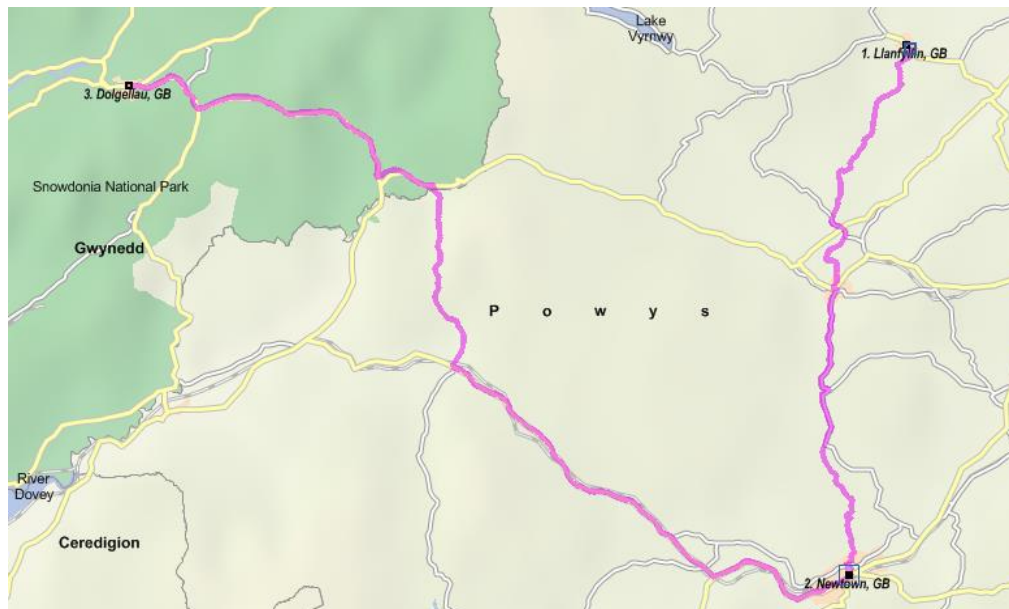 Lake
Vyrnwy
1. Llanfyllin, GB
3. Dolgellau, GB
Snowdonia National Park
Gwynedd
P o w y s
River
Dovey
Ceredigion
2. Newtown, GB